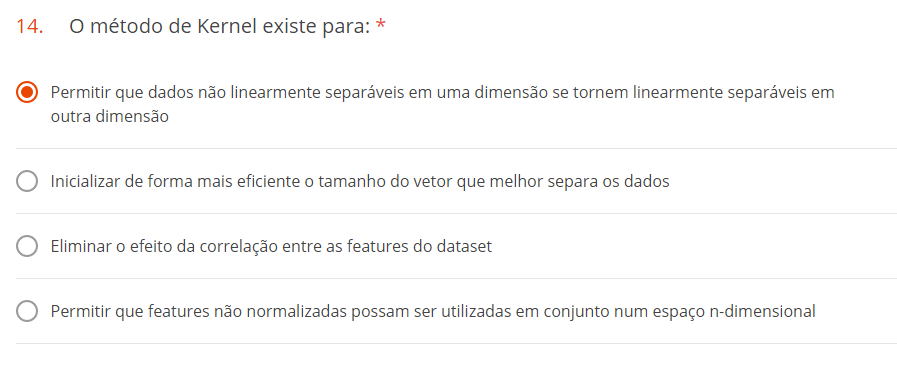 14. O método de Kernel existe para: *
Permitir que dados não linearmente separáveis em uma dimensão se tornem linearmente separáveis em
outra dimensão
Inicializar de forma mais eficiente o tamanho do vetor que melhor separa os dados
Eliminar o efeito da correlação entre as features do dataset
Permitir que features não normalizadas possam ser utilizadas em conjunto num espaço n-dimensional